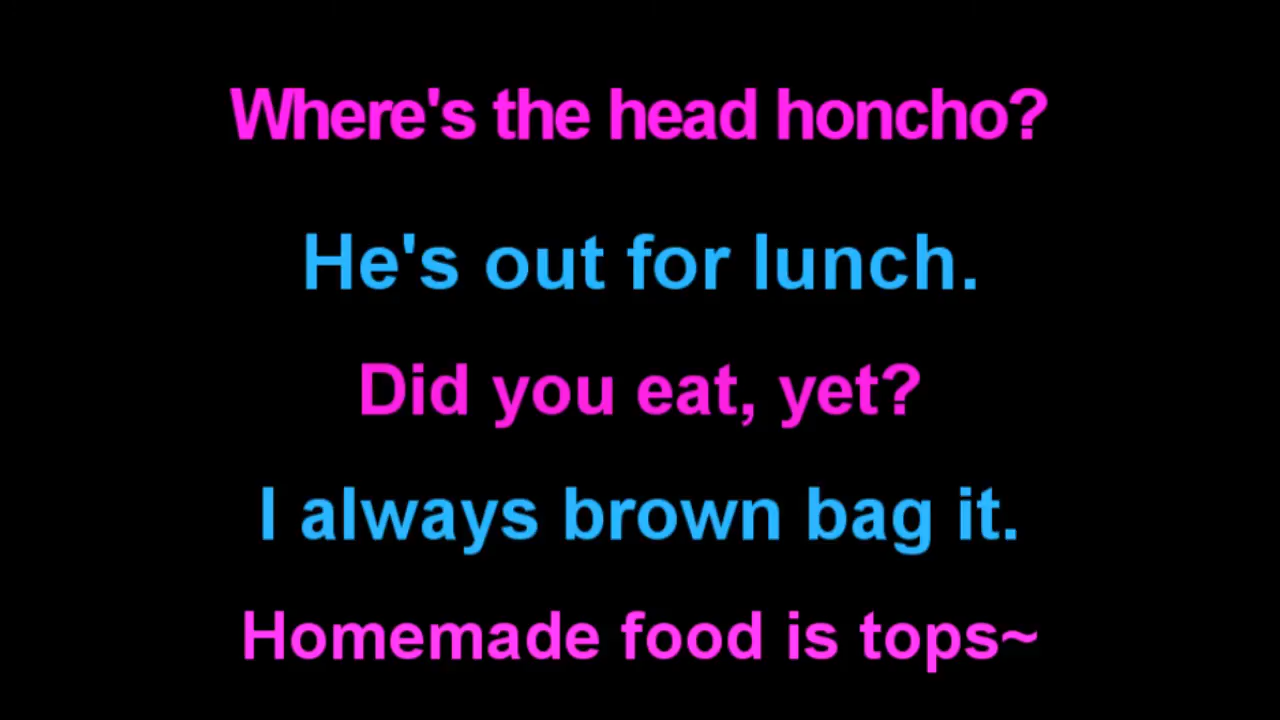 Where's the head honcho?
He's out for lunch.
Did you eat, yet?
I always brown bag it.
Homemade food is tops~